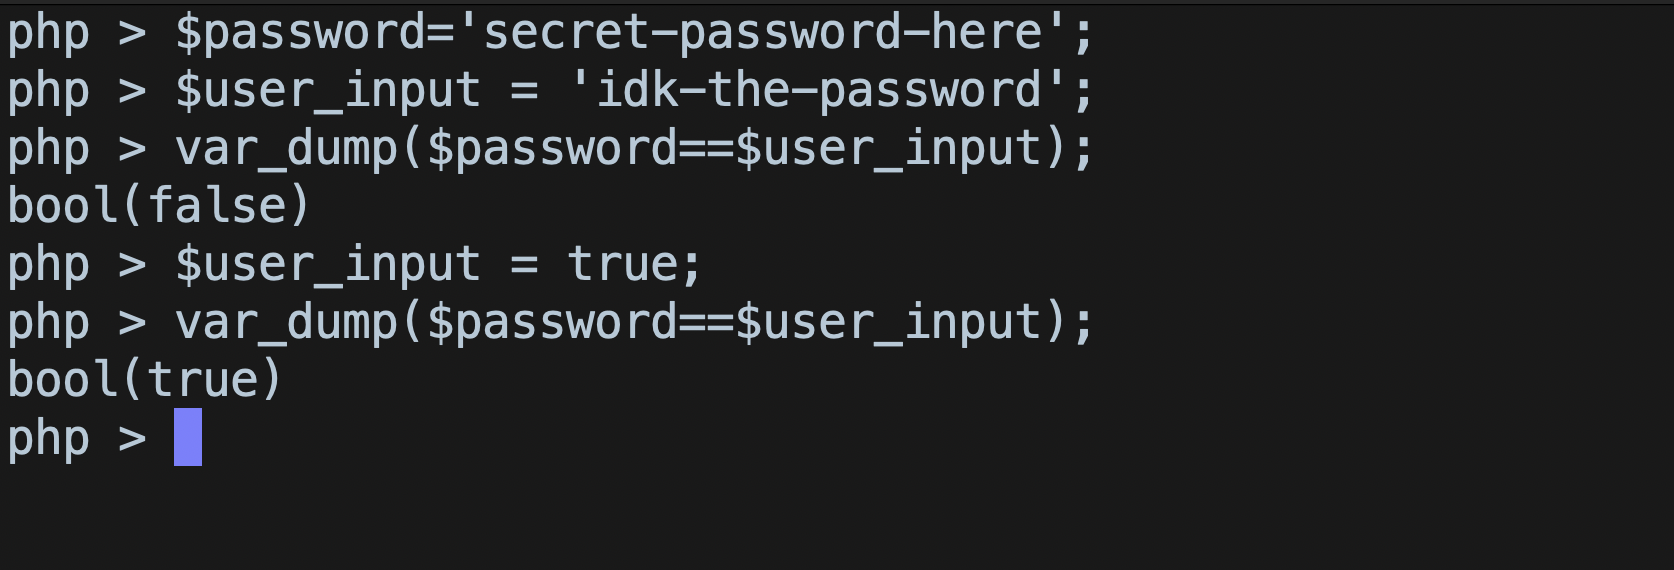 php > $password='secret-password-here';
php > $user_input = 'idk-the-password';
php > var_dump($password==$user_input);
bool(false)
php > $user_input = true;
php > var_dump($password==$user_input);
bool(true)
php >